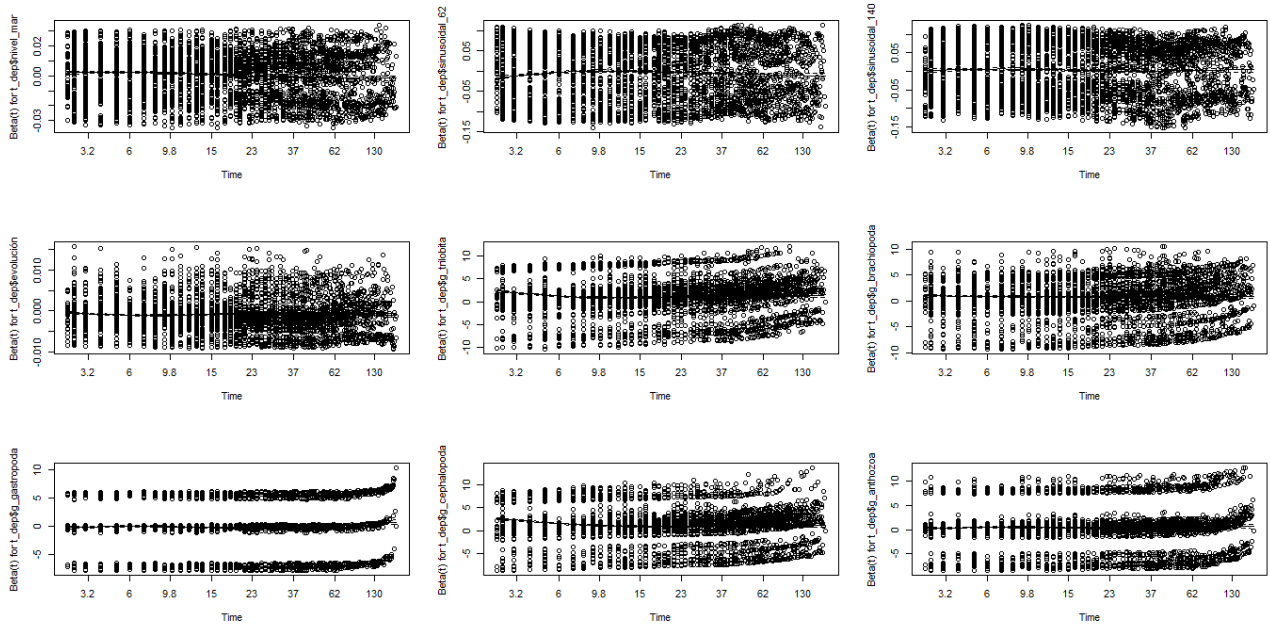 Beta(t) for t_dep$nivel_mar
0.02
0.00
-0.03
3.2 6 9.8 15 23 37 62 130
Time
Beta(t) for t_dep$sinusoidal_62
0.05
-0.05
-0.15
3.2 6 9.8 15 23 37 62 130
Time
Beta(t) for t_dep$sinusoidal_140
0.05
-0.05
-0.15
3.2 6 9.8 15 23 37 62 130
Time
Beta(t) for t_dep$evolución
0.010
0.000
-0.010
3.2 6 9.8 15 23 37 62 130
Time
Beta(t) for t_dep$g_trilobita
10
5
0
-5
-10
3.2 6 9.8 15 23 37 62 130
Time
Beta(t) for t_dep$g_brachiopoda
10
5
0
-5
-10
3.2 6 9.8 15 23 37 62 130
Time
Beta(t) for t_dep$g_gastropoda
10
5
0
-5
3.2 6 9.8 15 23 37 62 130
Time
Beta(t) for t_dep$g_cephalopoda
10
5
0
-5
3.2 6 9.8 15 23 37 62 130
Time
Beta(t) for t_dep$g_anthozoa
10
5
0
-5
3.2 6 9.8 15 23 37 62 130
Time